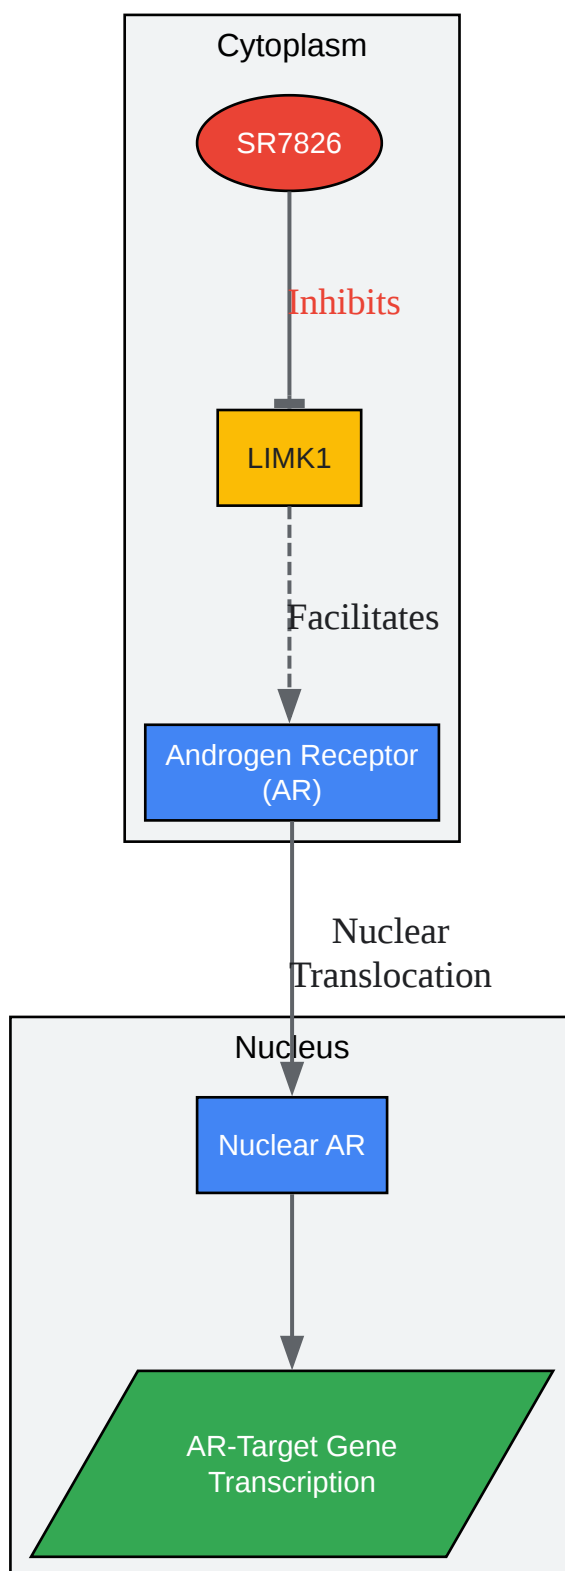 Cytoplasm
SR7826
Inhibits
LIMK1
Facilitates
Androgen Receptor
(AR)
Nuclear
Translocation
Nucleus
Nuclear AR
AR-Target Gene
Transcription